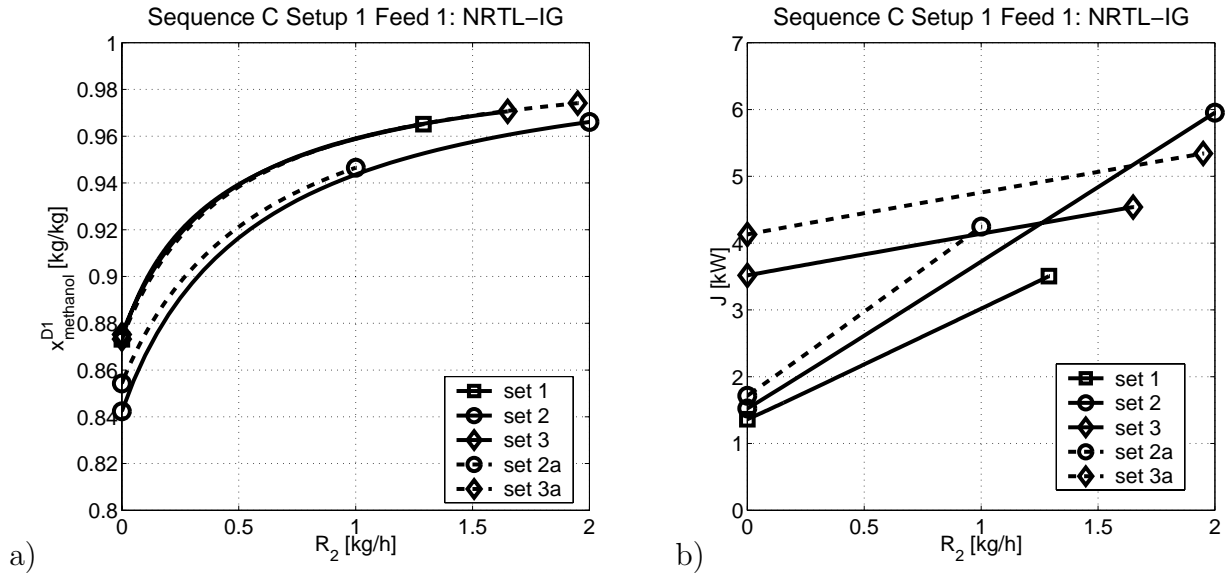 Sequence C Setup 1 Feed 1: NRTL−IG
1
0.98
0.96
0.94
0.92
0.9
0.88
0.86
0.84
0.82
0.8
x^D1_methanol [kg/kg]
0
0.5
1
1.5
2
R_2 [kg/h]
set 1
set 2
set 3
set 2a
set 3a
a)
Sequence C Setup 1 Feed 1: NRTL−IG
7
6
5
4
3
2
1
0
J [kW]
0
0.5
1
1.5
2
R_2 [kg/h]
set 1
set 2
set 3
set 2a
set 3a
b)